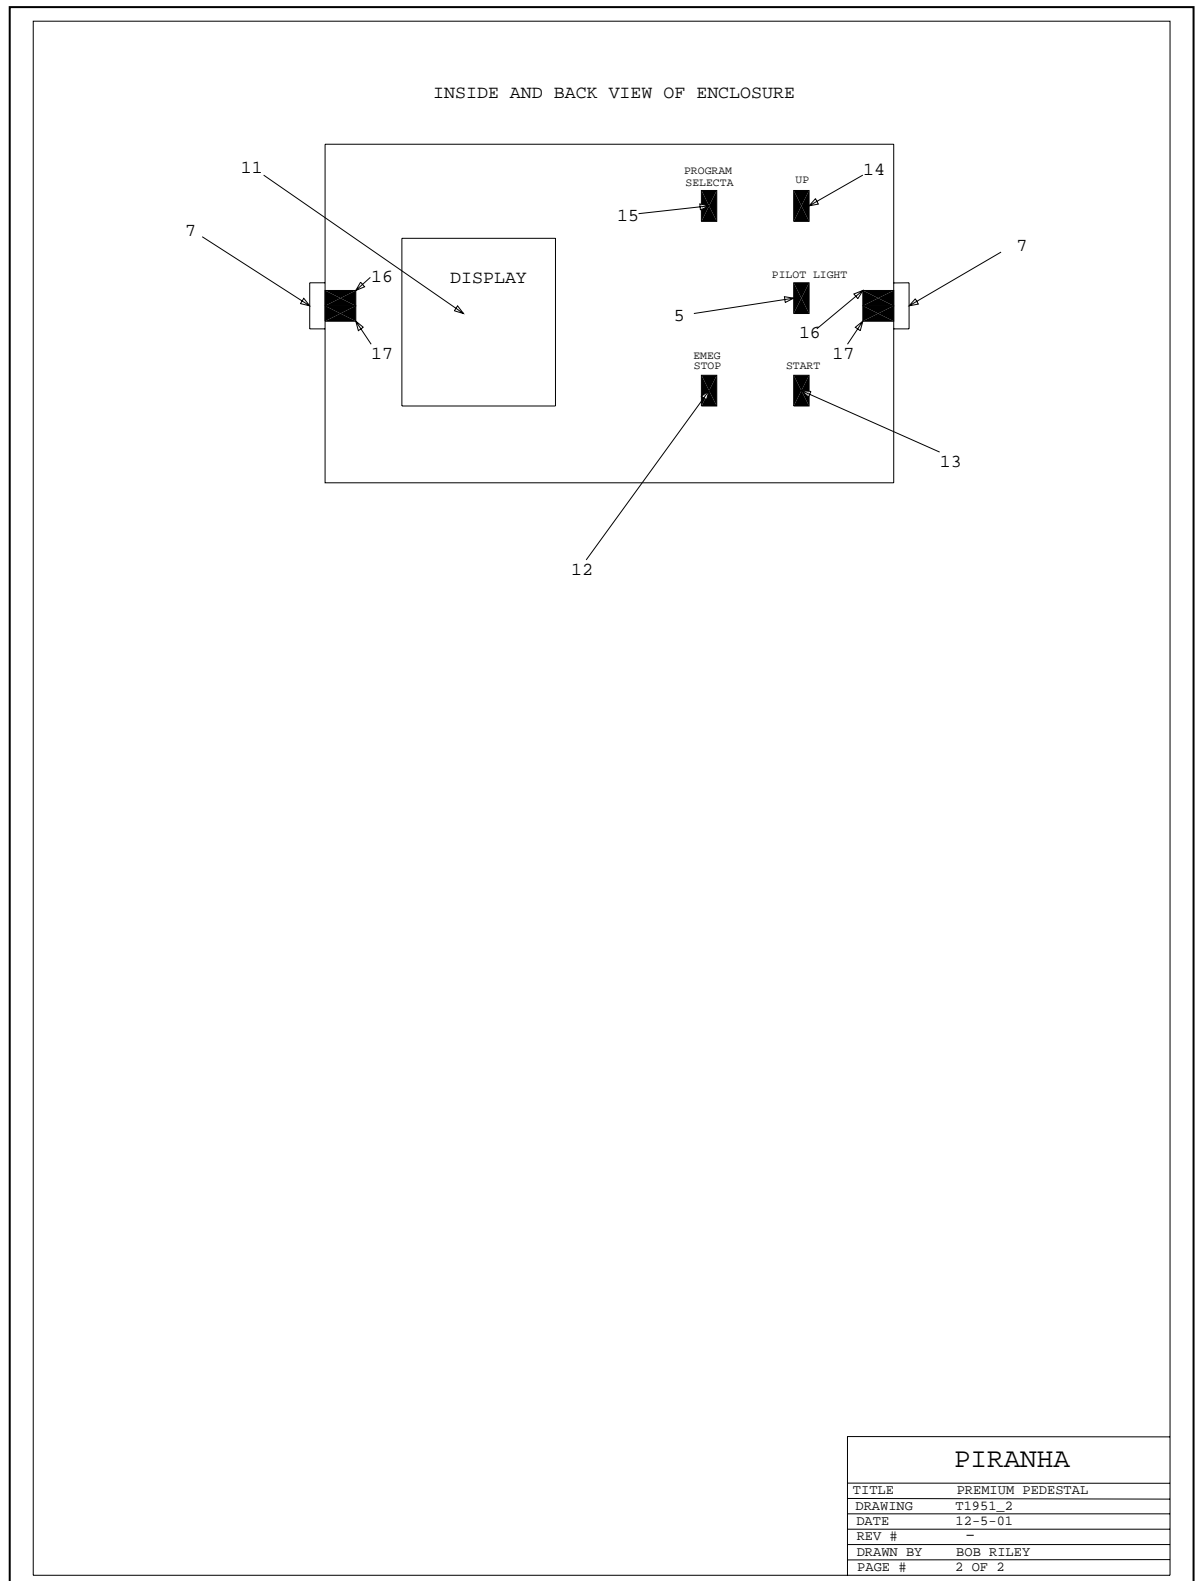 INSIDE AND BACK VIEW OF ENCLOSURE
11
PROGRAM
SELECTA
UP
14
15
7
7
DISPLAY
16
PILOT LIGHT
5
16
17
17
EMEG
STOP
START
13
12
PIRANHA
TITLE PREMIUM PEDESTAL
DRAWING T1951_2
DATE 12-5-01
REV # -
DRAWN BY BOB RILEY
PAGE # 2 OF 2